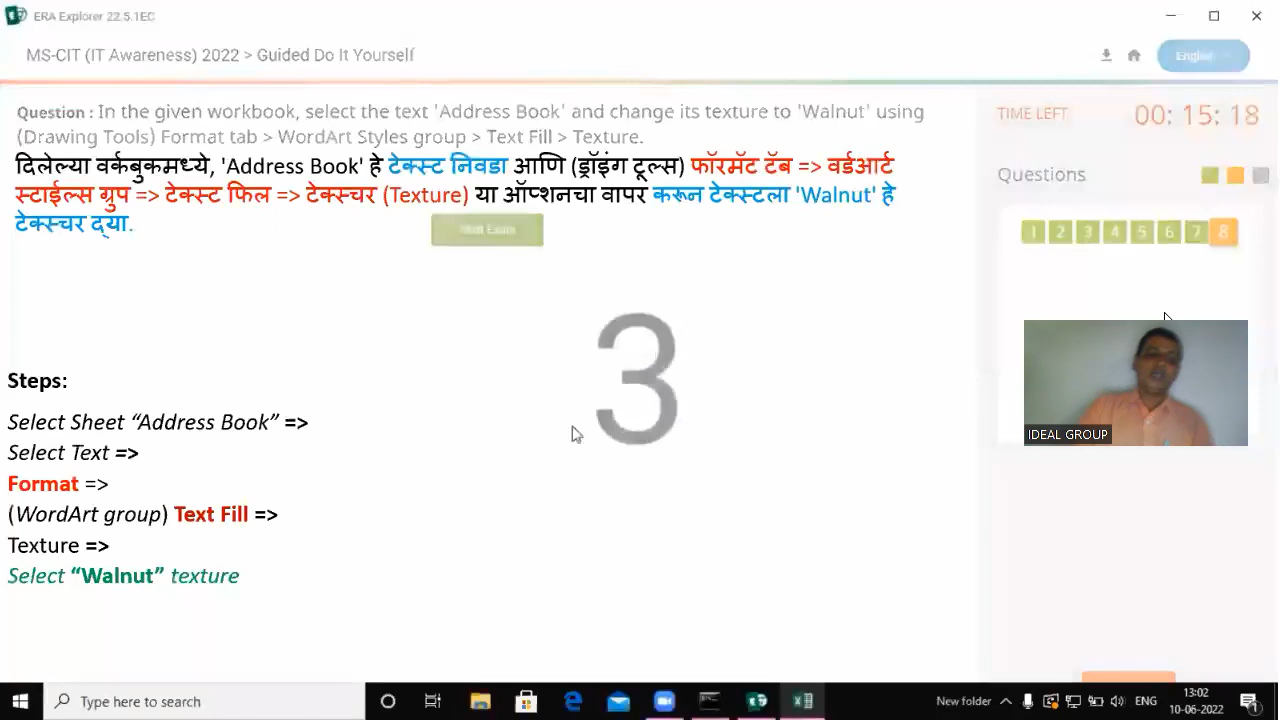 ERA Explorer 22.5.1EC
MS-CIT (IT Awareness) 2022 > Guided Do It Yourself
English
Question : In the given workbook, select the text 'Address Book' and change its texture to 'Walnut' using
(Drawing Tools) Format tab > WordArt Styles group > Text Fill > Texture.
दिलेल्या वर्कबुकमध्ये, 'Address Book' हे टेक्स्ट निवडा आणि (ड्रॉइंग टूल्स) फॉरमॅट टॅब => वर्डआर्ट
स्टाईल्स ग्रुप => टेक्स्ट फिल => टेक्स्चर (Texture) या ऑप्शनचा वापर करून टेक्स्टला 'Walnut' हे
टेक्स्चर द्या.
Start Exam
TIME LEFT
00: 15: 18
Questions
1 2 3 4 5 6 7 8
3
IDEAL GROUP
Steps:
Select Sheet “Address Book” =>
Select Text =>
Format =>
(WordArt group) Text Fill =>
Texture =>
Select “Walnut” texture
Type here to search
New folder
ENG
13:02
10-06-2022
1